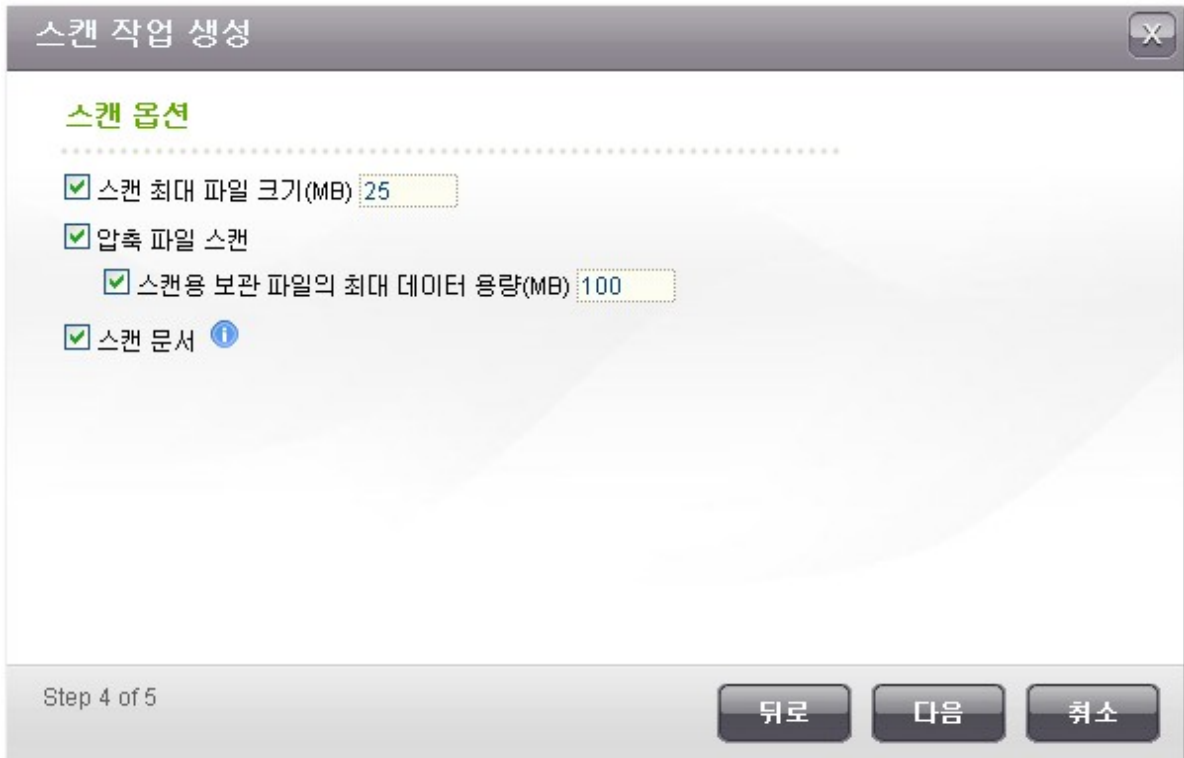 스캔 작업 생성
X
스캔 옵션
스캔 최대 파일 크기(MB) 25
압축 파일 스캔
스캔용 보관 파일의 최대 데이터 용량(MB) 100
스캔 문서
Step 4 of 5
뒤로 다음 취소